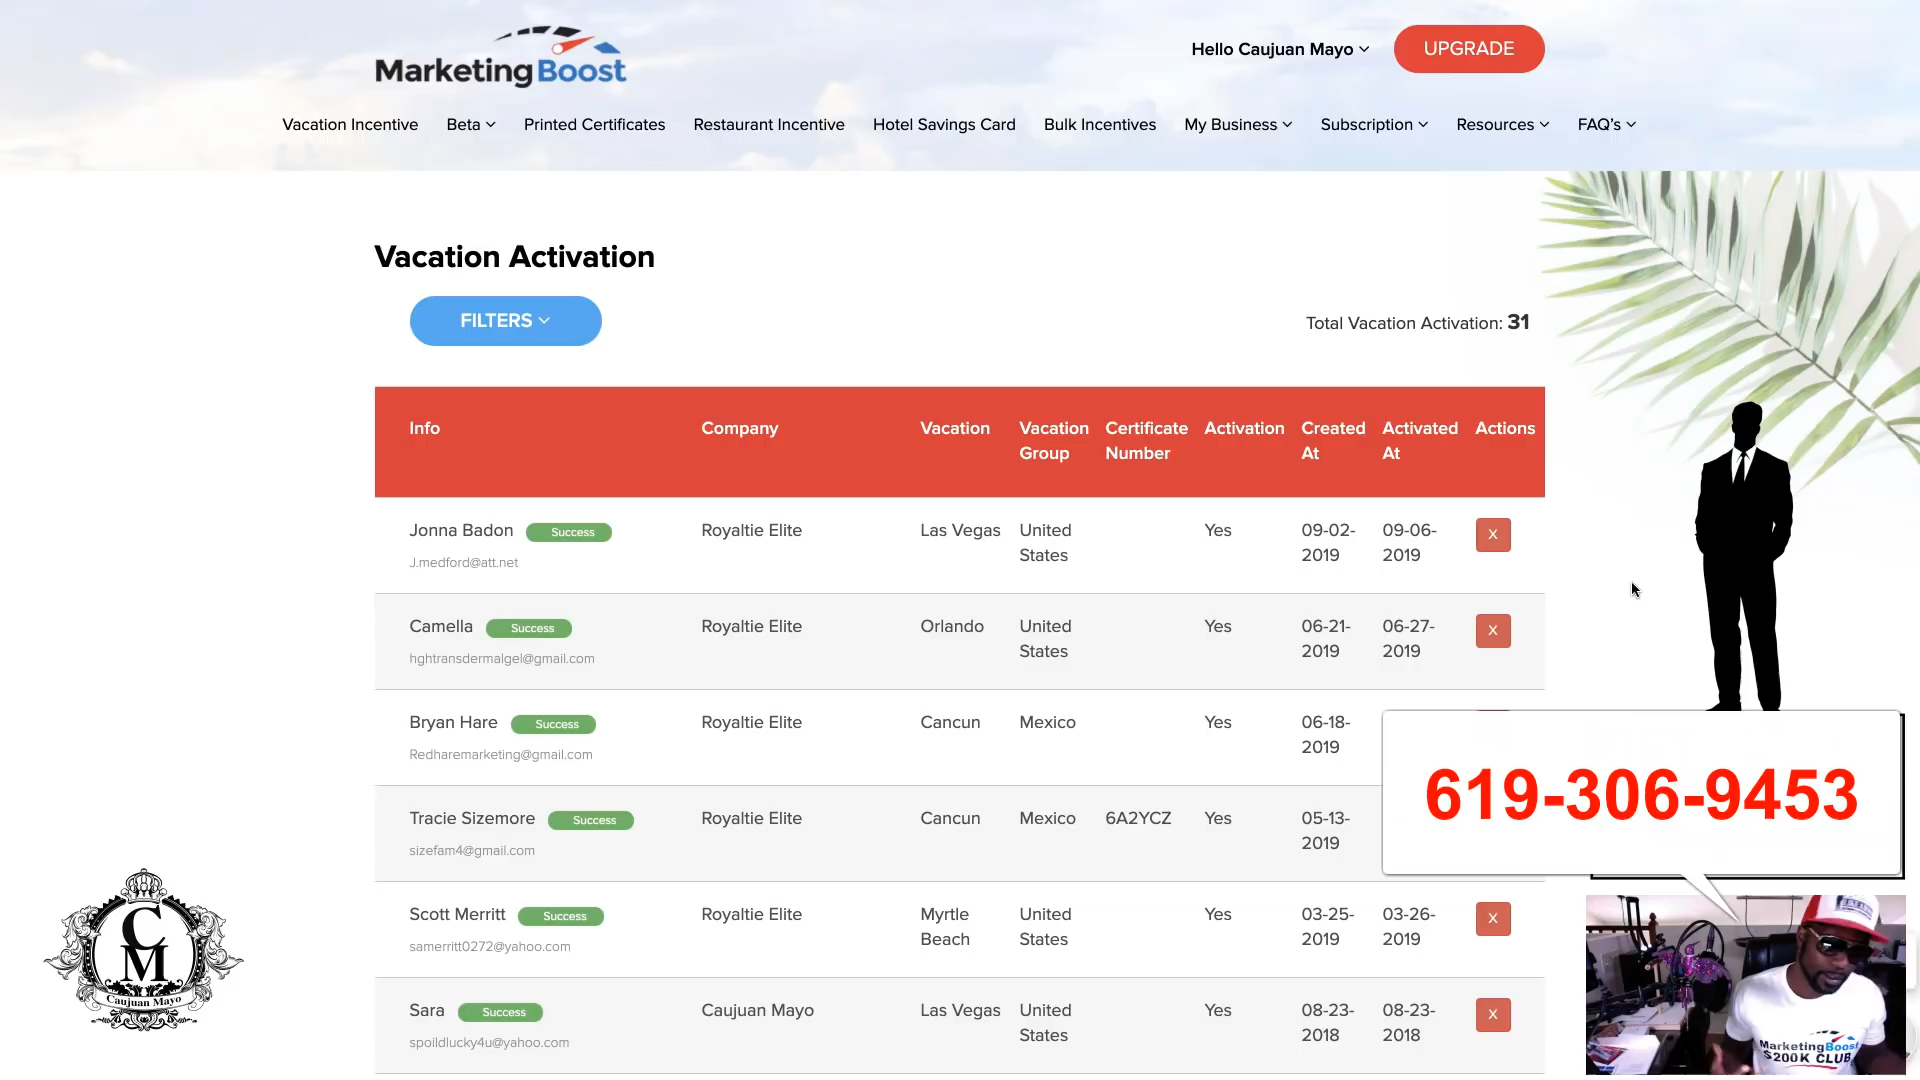 MarketingBoost
Hello Caujuan Mayo
UPGRADE
Vacation Incentive
Beta
Printed Certificates
Restaurant Incentive
Hotel Savings Card
Bulk Incentives
My Business
Subscription
Resources
FAQ's
Vacation Activation
FILTERS
Total Vacation Activation: 31
Info
Company
Vacation
Vacation
Group
Certificate
Number
Activation
Created
At
Activated
At
Actions
Jonna Badon
Success
J.medford@att.net
Royaltie Elite
Las Vegas
United
States
Yes
09-02-
2019
09-06-
2019
X
Camella
Success
hghtransdermalgel@gmail.com
Royaltie Elite
Orlando
United
States
Yes
06-21-
2019
06-27-
2019
X
Bryan Hare
Success
Redharemarketing@gmail.com
Royaltie Elite
Cancun
Mexico
Yes
06-18-
2019
Tracie Sizemore
Success
sizefam4@gmail.com
Royaltie Elite
Cancun
Mexico
6A2YCZ
Yes
05-13-
2019
619-306-9453
Scott Merritt
Success
samerritt0272@yahoo.com
Royaltie Elite
Myrtle
Beach
United
States
Yes
03-25-
2019
03-26-
2019
X
Sara
Success
spoildlucky4u@yahoo.com
Caujuan Mayo
Las Vegas
United
States
Yes
08-23-
2018
08-23-
2018
X
C
M
Caujuan Mayo
MarketingBoost
$200K CLUB